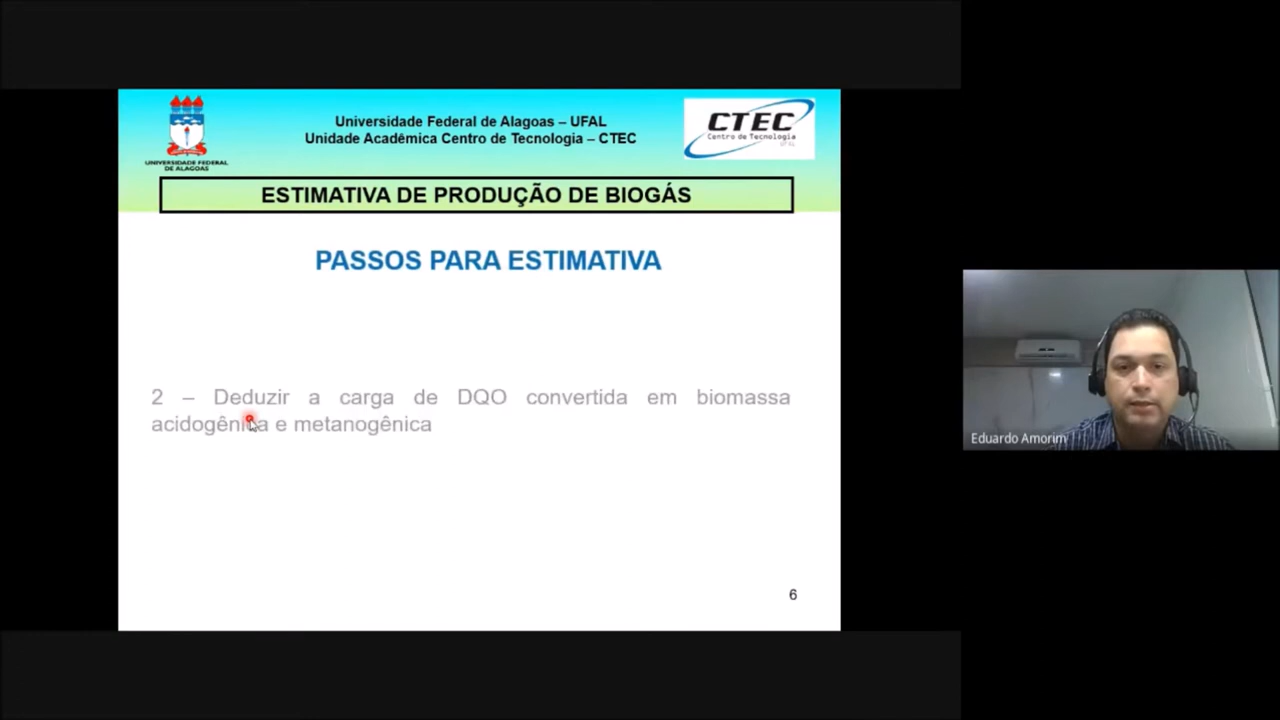 UNIVERSIDADE FEDERAL
DE ALAGOAS
Universidade Federal de Alagoas – UFAL
Unidade Acadêmica Centro de Tecnologia – CTEC
CTEC
Centro de Tecnologia
UFAL
ESTIMATIVA DE PRODUÇÃO DE BIOGÁS
PASSOS PARA ESTIMATIVA
2 – Deduzir a carga de DQO convertida em biomassa
acidogênica e metanogênica
6
Eduardo Amorim